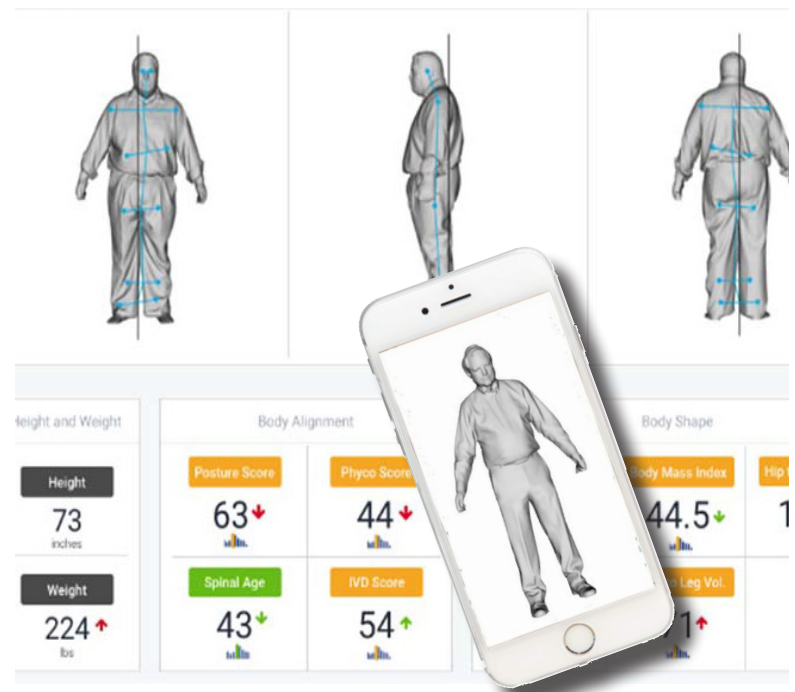 Height and Weight
Body Alignment
Body Shape
Height
73
inches
Posture Score
63
Phyco Score
44
Body Mass Index
44.5
Hip
Weight
224
lbs
Spinal Age
43
IVD Score
54
Leg Vol.